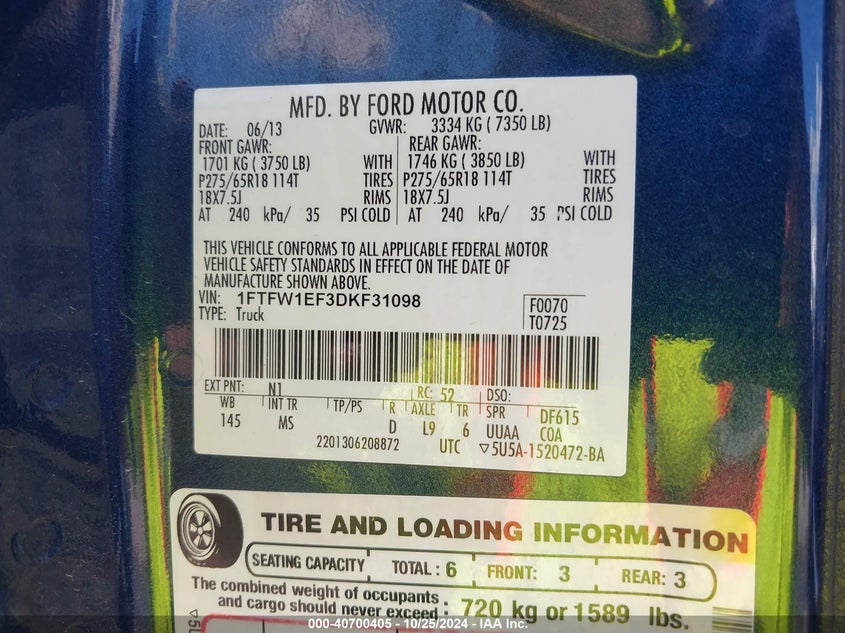 MFD. BY FORD MOTOR CO.
DATE: 06/13 GVWR: 3334 KG ( 7350 LB)
FRONT GAWR: REAR GAWR:
1701 KG ( 3750 LB) WITH 1746 KG ( 3850 LB) WITH
P275/65R18 114T TIRES P275/65R18 114T TIRES
18X7.5J RIMS 18X7.5J RIMS
AT 240 kPa/ 35 PSI COLD AT 240 kPa/ 35 PSI COLD
THIS VEHICLE CONFORMS TO ALL APPLICABLE FEDERAL MOTOR
VEHICLE SAFETY STANDARDS IN EFFECT ON THE DATE OF
MANUFACTURE SHOWN ABOVE.
VIN: 1FTFW1EF3DKF31098 F0070
TYPE: Truck T0725
EXT PNT: N1 RC: 52 DSO:
WB INT TR TP/PS R AXLE TR SPR DF615
145 MS D L9 6 UUAA COA
2201306208872 UTC ▽5U5A-1520472-BA
TIRE AND LOADING INFORMATION
SEATING CAPACITY TOTAL : 6 FRONT: 3 REAR: 3
The combined weight of occupants
and cargo should never exceed : 720 kg or 1589 lbs.
000-40700405 - 10/25/2024 - IAA Inc.